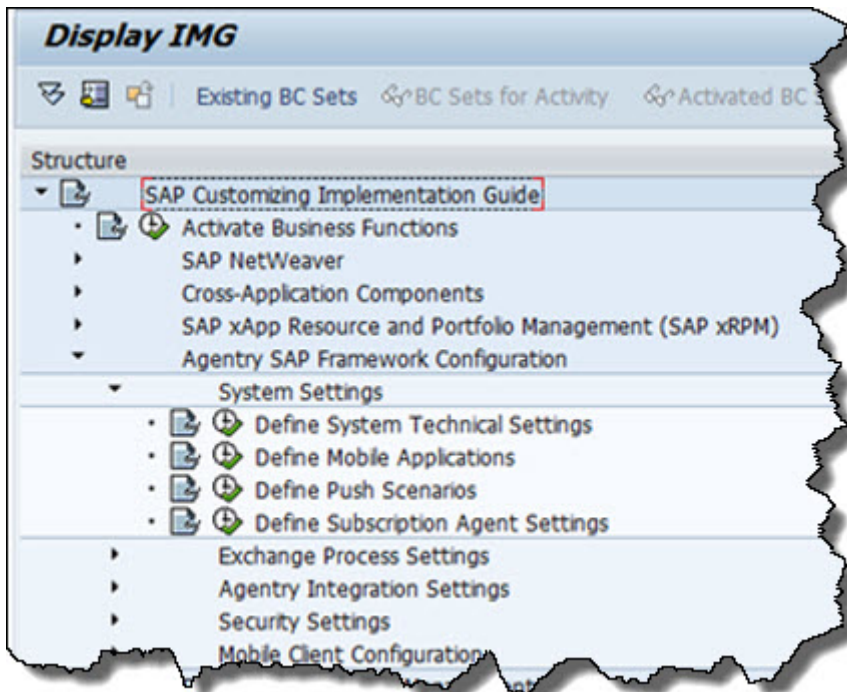 Display IMG
Existing BC Sets BC Sets for Activity Activated BC
Structure
SAP Customizing Implementation Guide
Activate Business Functions
SAP NetWeaver
Cross-Application Components
SAP xApp Resource and Portfolio Management (SAP xRPM)
Agentry SAP Framework Configuration
System Settings
Define System Technical Settings
Define Mobile Applications
Define Push Scenarios
Define Subscription Agent Settings
Exchange Process Settings
Agentry Integration Settings
Security Settings
Mobile Client Configuration